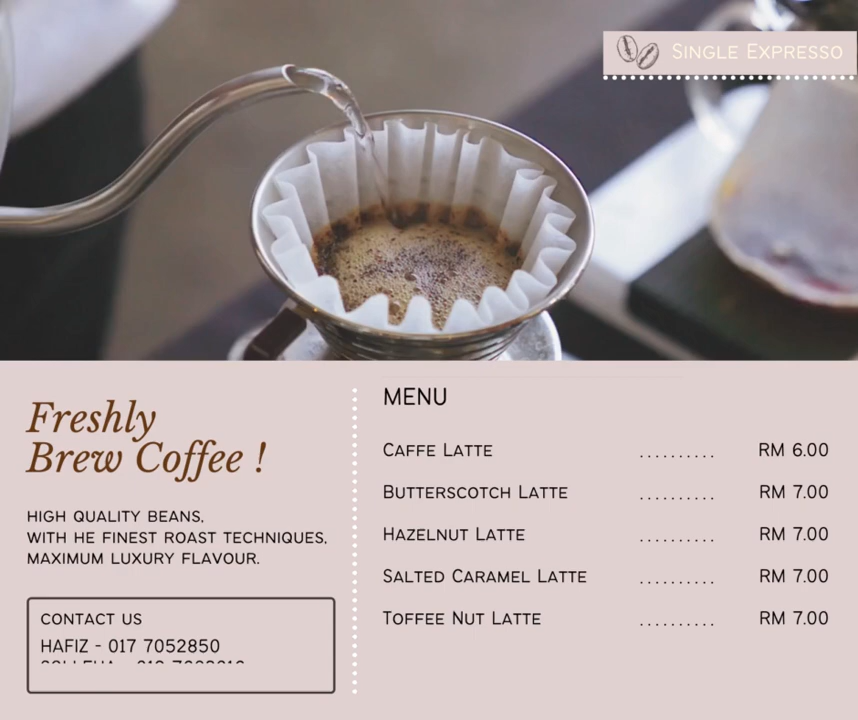 SINGLE EXPRESSO
Freshly
Brew Coffee !
HIGH QUALITY BEANS,
WITH HE FINEST ROAST TECHNIQUES,
MAXIMUM LUXURY FLAVOUR.
CONTACT US
HAFIZ - 017 7052850
MENU
CAFFE LATTE .......... RM 6.00
BUTTERSCOTCH LATTE .......... RM 7.00
HAZELNUT LATTE .......... RM 7.00
SALTED CARAMEL LATTE .......... RM 7.00
TOFFEE NUT LATTE .......... RM 7.00